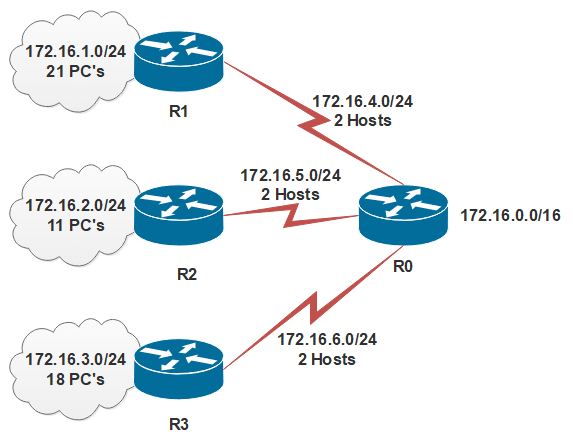 172.16.1.0/24
21 PC's
R1
172.16.4.0/24
2 Hosts
172.16.5.0/24
2 Hosts
172.16.2.0/24
11 PC's
R2
172.16.0.0/16
R0
172.16.6.0/24
2 Hosts
172.16.3.0/24
18 PC's
R3